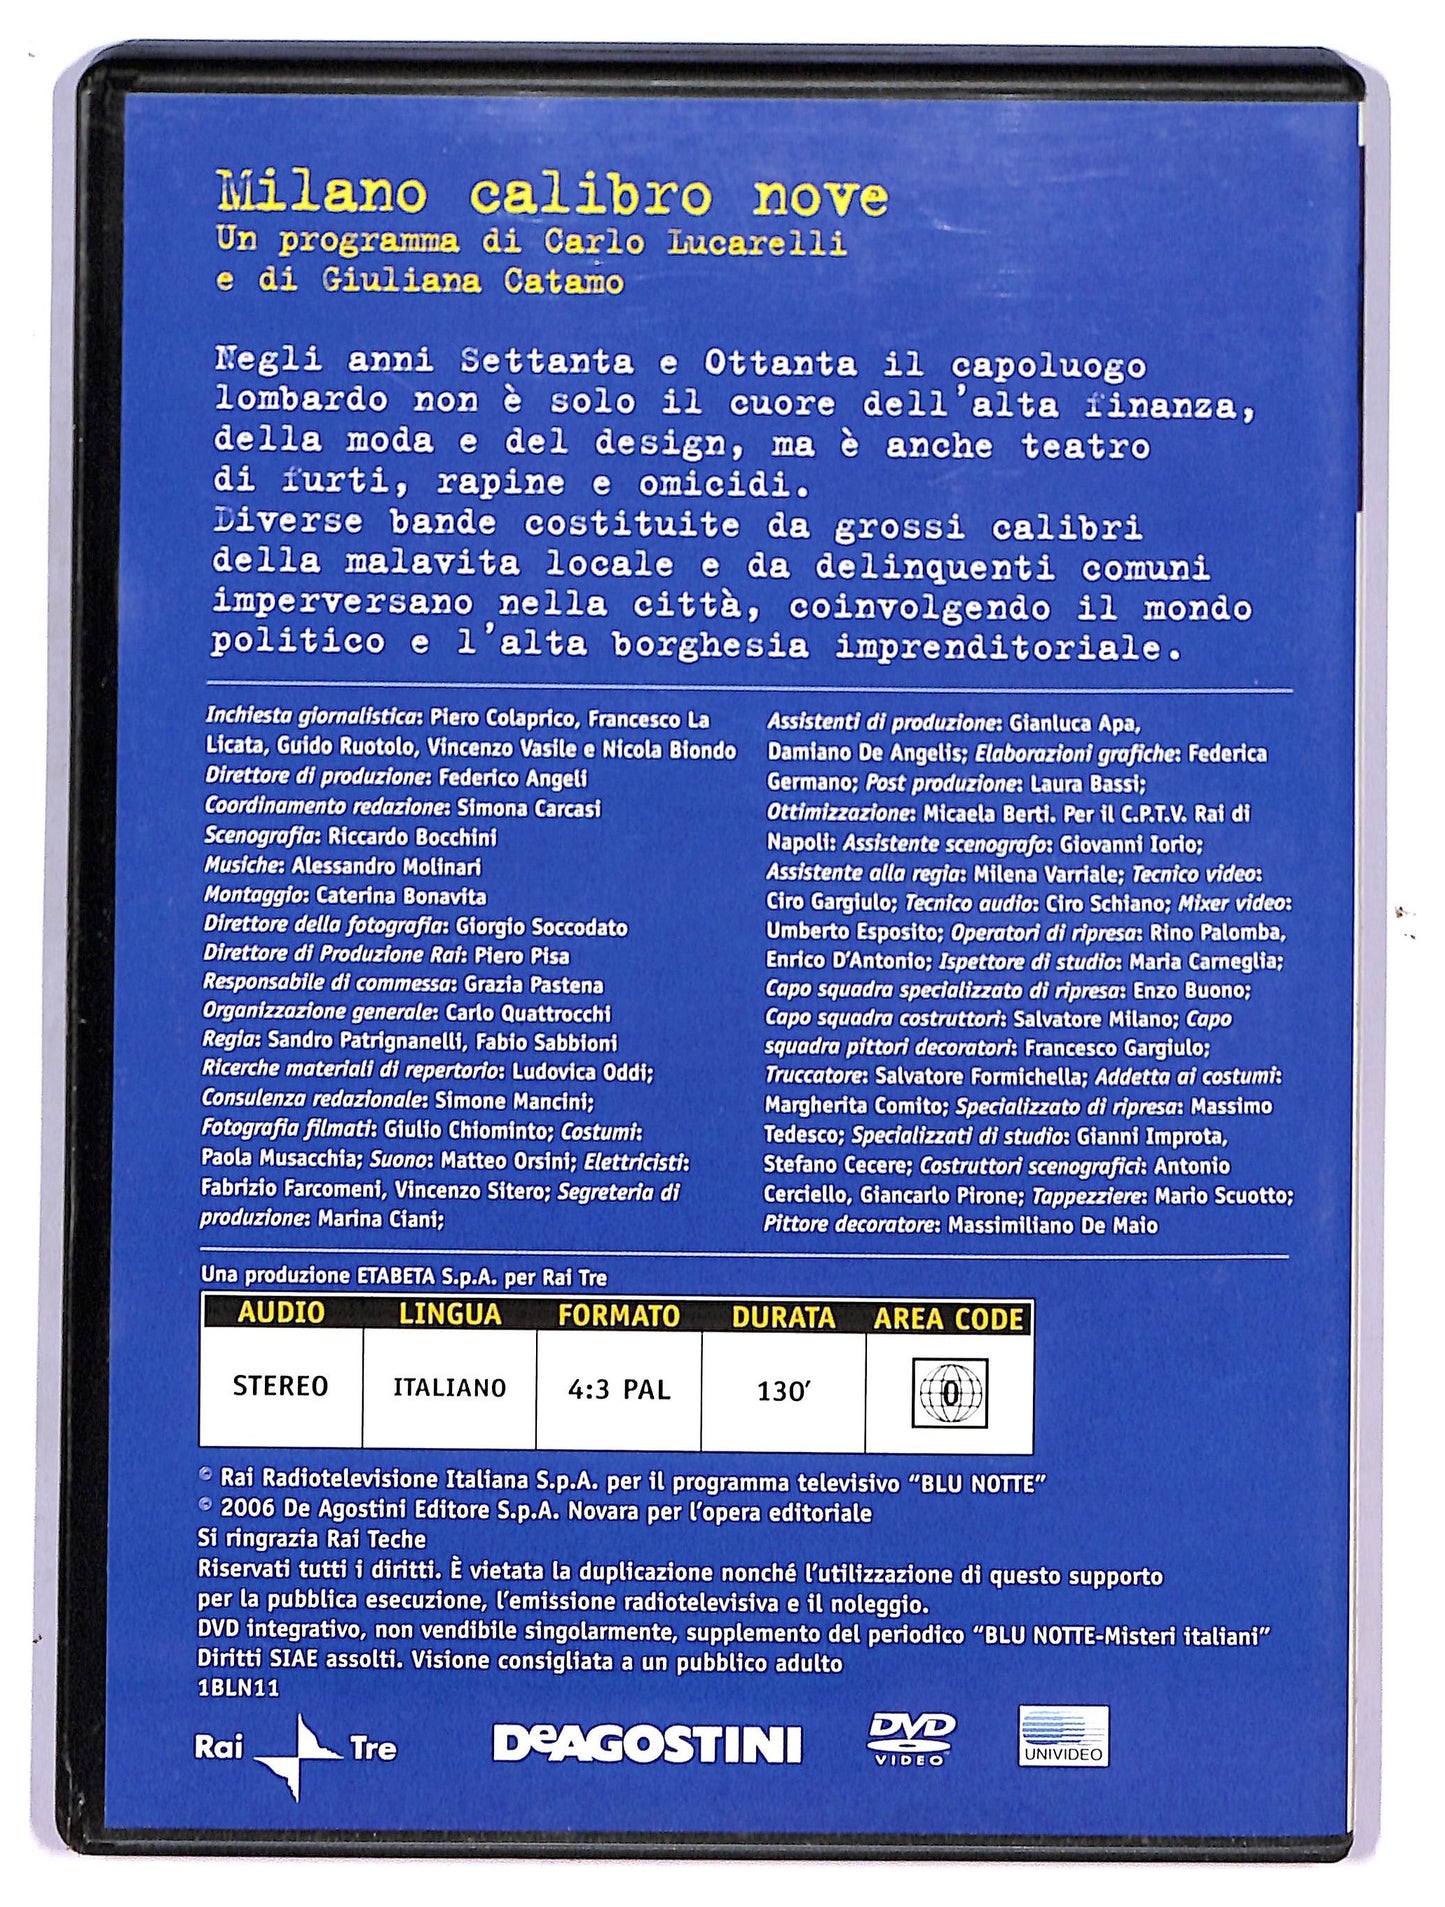 Milano calibro nove
Un programma di Carlo Lucarelli
e di Giuliana Catamo
Negli anni Settanta e Ottanta il capoluogo
lombardo non è solo il cuore dell'alta finanza,
della moda e del design, ma è anche teatro
di furti, rapine e omicidi.
Diverse bande costituite da grossi calibri
della malavita locale e da delinquenti comuni
imperversano nella città, coinvolgendo il mondo
politico e l'alta borghesia imprenditoriale.
Inchiesta giornalistica: Piero Colaprico, Francesco La
Licata, Guido Ruotolo, Vincenzo Vasile e Nicola Biondo
Direttore di produzione: Federico Angeli
Coordinamento redazione: Simona Carcasi
Scenografia: Riccardo Bocchini
Musiche: Alessandro Molinari
Montaggio: Caterina Bonavita
Direttore della fotografia: Giorgio Soccodato
Direttore di Produzione Rai: Piero Pisa
Responsabile di commessa: Grazia Pastena
Organizzazione generale: Carlo Quattrocchi
Regia: Sandro Patrignanelli, Fabio Sabbioni
Ricerche materiali di repertorio: Ludovica Oddi;
Consulenza redazionale: Simone Mancini;
Fotografia filmati: Giulio Chiominto; Costumi:
Paola Musacchia; Suono: Matteo Orsini; Elettricisti:
Fabrizio Farcomeni, Vincenzo Sitero; Segreteria di
produzione: Marina Ciani;
Assistenti di produzione: Gianluca Apa,
Damiano De Angelis; Elaborazioni grafiche: Federica
Germano; Post produzione: Laura Bassi;
Ottimizzazione: Micaela Berti. Per il C.P.T.V. Rai di
Napoli: Assistente scenografo: Giovanni Iorio;
Assistente alla regia: Milena Varriale; Tecnico video:
Ciro Gargiulo; Tecnico audio: Ciro Schiano; Mixer video:
Umberto Esposito; Operatori di ripresa: Rino Palomba,
Enrico D'Antonio; Ispettore di studio: Maria Carneglia;
Capo squadra specializzato di ripresa: Enzo Buono;
Capo squadra costruttori: Salvatore Milano; Capo
squadra pittori decoratori: Francesco Gargiulo;
Truccatore: Salvatore Formichella; Addetta ai costumi:
Margherita Comito; Specializzato di ripresa: Massimo
Tedesco; Specializzati di studio: Gianni Improta,
Stefano Cecere; Costruttori scenografici: Antonio
Cerciello, Giancarlo Pirone; Tappezziere: Mario Scuotto;
Pittore decoratore: Massimiliano De Maio
Una produzione ETABETA S.p.A. per Rai Tre
AUDIO LINGUA FORMATO DURATA AREA CODE
STEREO ITALIANO 4:3 PAL 130' 0
© Rai Radiotelevisione Italiana S.p.A. per il programma televisivo "BLU NOTTE"
© 2006 De Agostini Editore S.p.A. Novara per l'opera editoriale
Si ringrazia Rai Teche
Riservati tutti i diritti. È vietata la duplicazione nonché l'utilizzazione di questo supporto
per la pubblica esecuzione, l'emissione radiotelevisiva e il noleggio.
DVD integrativo, non vendibile singolarmente, supplemento del periodico "BLU NOTTE-Misteri italiani"
Diritti SIAE assolti. Visione consigliata a un pubblico adulto
1BLN11
Rai Tre DeAGOSTINI DVD VIDEO™ UNIVIDEO